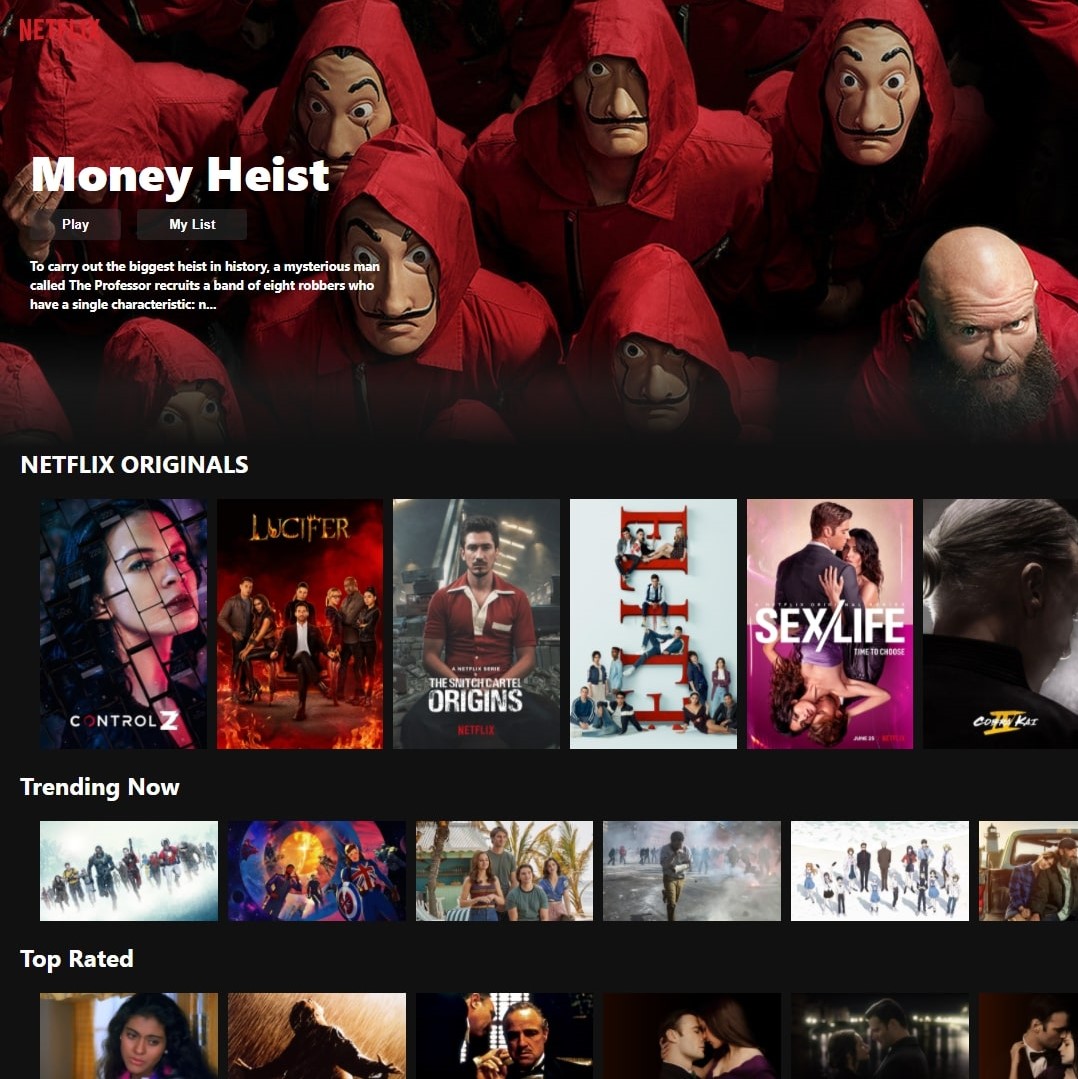 NETFLIX
Money Heist
Play
My List
To carry out the biggest heist in history, a mysterious man
called The Professor recruits a band of eight robbers who
have a single characteristic: n...
NETFLIX ORIGINALS
CONTROL Z
LUCIFER
A NETFLIX SERIE
THE SNITCH CARTEL
ORIGINS
NETFLIX
ELITE
A NETFLIX ORIGINAL SERIES
SEX/LIFE
TIME TO CHOOSE
JUNE 25
NETFLIX
COBRA KAI
Trending Now
Top Rated